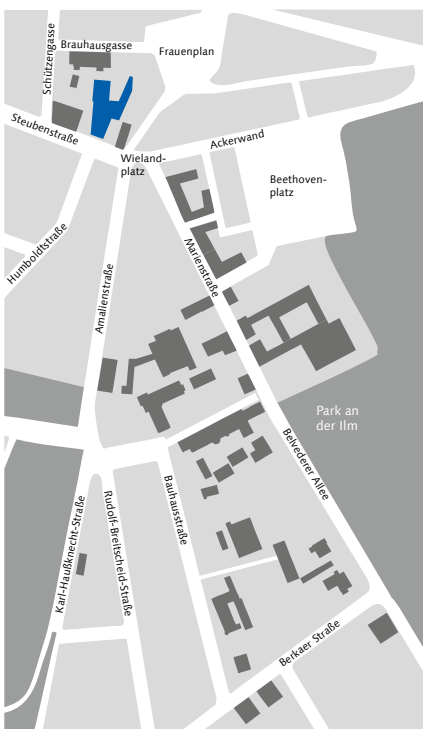 Schützengasse
Brauhausgasse
Frauenplan
Steubenstraße
Ackerwand
Wieland-
platz
Beethoven-
platz
Humboldtstraße
Marienstraße
Amalienstraße
Park an
der Ilm
Belvederer Allee
Bauhausstraße
Rudolf-Breitscheid-Straße
Karl-Haußknecht-Straße
Berkaer Straße